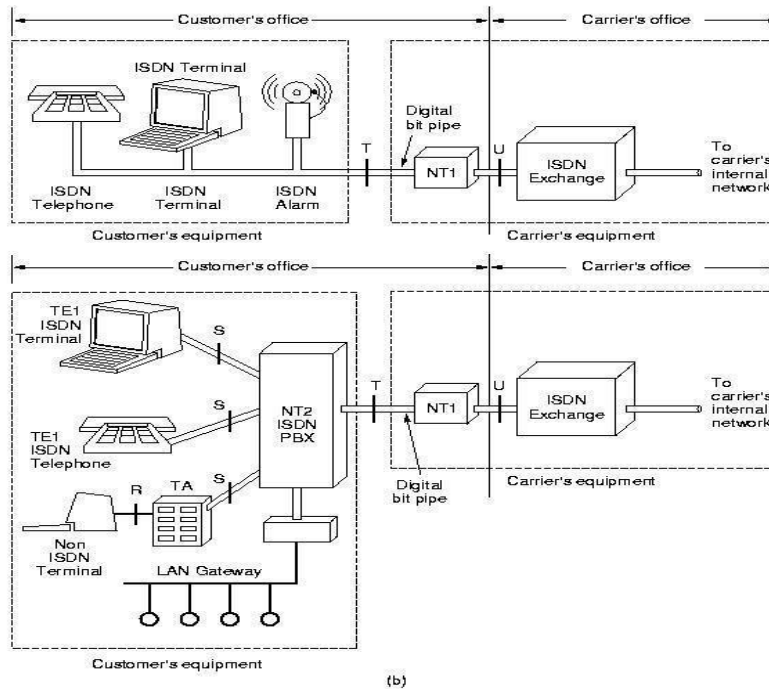 Customer's office
Carrier's office
ISDN Terminal
Digital
bit pipe
T
NT1
U
ISDN
Exchange
To
carrier's
internal
network
ISDN
Telephone
ISDN
Terminal
ISDN
Alarm
Customer's equipment
Carrier's equipment
Customer's office
Carrier's office
TE1
ISDN
Terminal
S
TE1
ISDN
Telephone
S
NT2
ISDN
PBX
T
NT1
U
ISDN
Exchange
To
carrier's
internal
network
Digital
bit pipe
Carrier's equipment
R
TA
S
Non
ISDN
Terminal
LAN Gateway
Customer's equipment
(b)